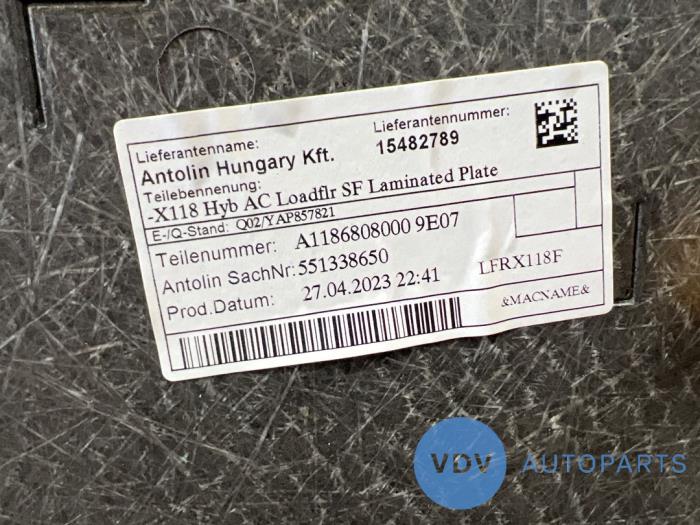 Lieferantenname:
Antolin Hungary Kft.
Lieferantennummer:
15482789
Teilebennenung:
-X118 Hyb AC Loadflr SF Laminated Plate
E-/Q-Stand: Q02/YAP857821
Teilenummer: A1186808000 9E07
Antolin SachNr: 551338650
LFRX118F
Prod.Datum: 27.04.2023 22:41
&MACNAME&
VDV AUTOPARTS